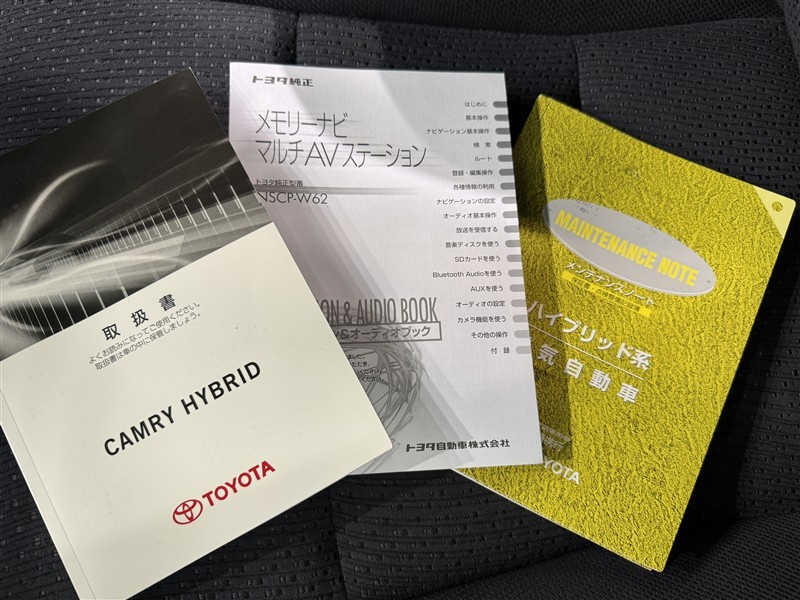 取扱書
よくお読みになってご使用ください。
取扱書は車の中に保管しましょう。
CAMRY HYBRID
TOYOTA
トヨタ純正
メモリーナビ
マルチAVステーション
トヨタ純正型番
NSCP-W62
はじめに
基本操作
ナビゲーション基本操作
検 索
ルート
登録・編集操作
各種情報の利用
ナビゲーションの設定
オーディオ基本操作
放送を受信する
音楽ディスクを使う
SDカードを使う
Bluetooth Audioを使う
AUXを使う
オーディオの設定
カメラ機能を使う
その他の操作
付 録
ON & AUDIO BOOK
&オーディオブック
トヨタ自動車株式会社
MAINTENANCE NOTE
メンテナンスノート
ハイブリッド系
気自動車